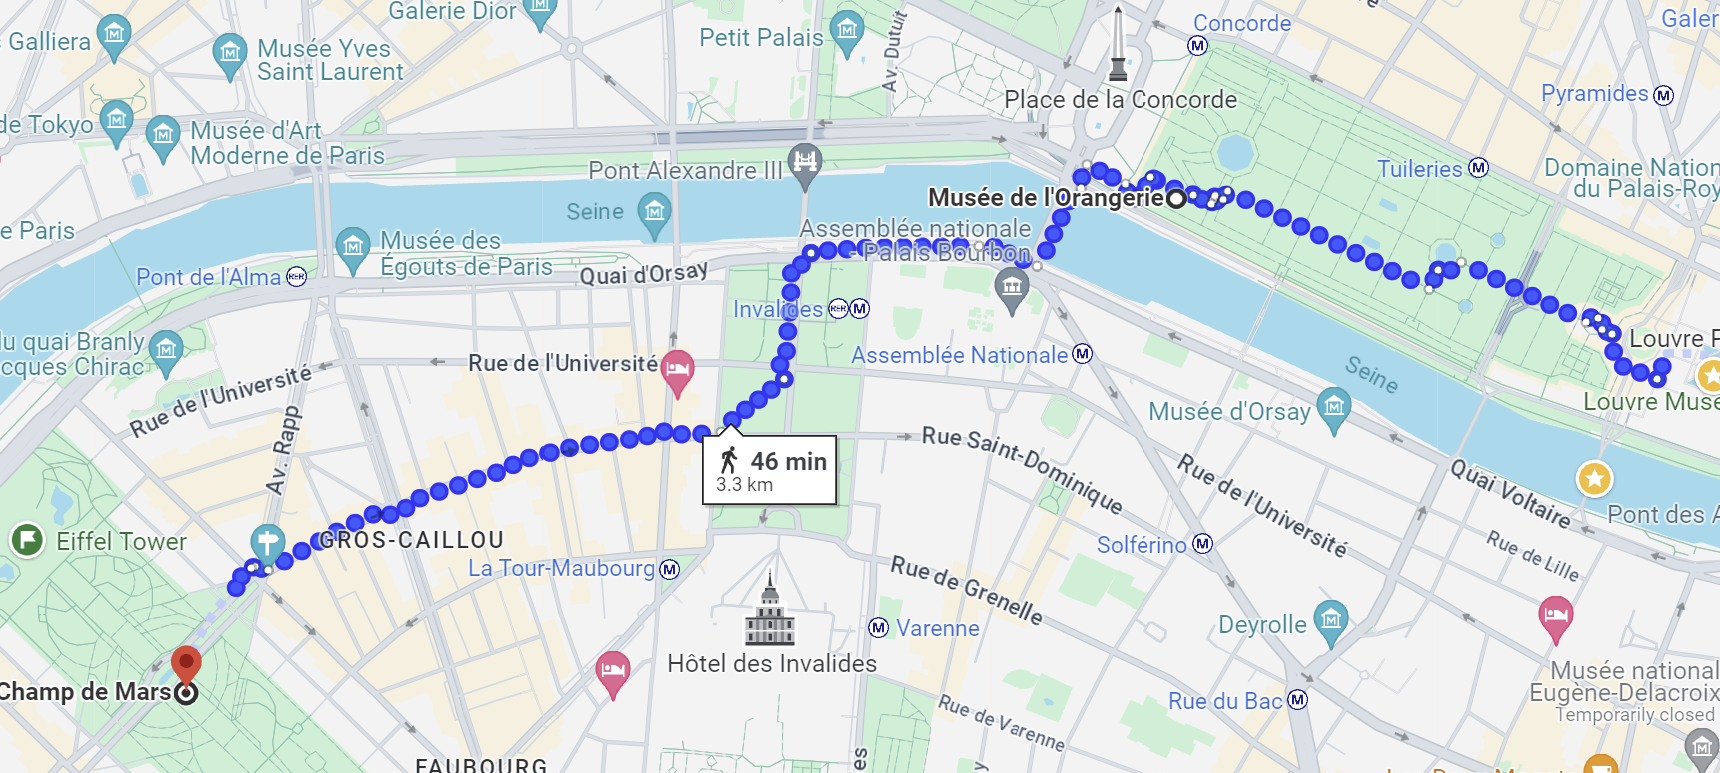 Galerie Dior
Galliera
Musée Yves
Saint Laurent
Petit Palais
Av. Dutuit
Concorde
Place de la Concorde
Pyramides
de Tokyo
Musée d'Art
Moderne de Paris
Pont Alexandre III
Tuileries
Domaine Nation
du Palais-Roy
Musée de l'Orangerie
Seine
e Paris
Musée des
Égouts de Paris
Assemblée nationale
- Palais Bourbon
Pont de l'Alma
RER
Quai d'Orsay
Invalides
RER
lu quai Branly
cques Chirac
Rue de l'Université
Rue de l'Université
Assemblée Nationale
Seine
Louvre
Louvre Muse
Musée d'Orsay
Av. Rapp
46 min
3.3 km
Rue Saint-Dominique
Rue de l'Université
Quai Voltaire
Pont des A
Rue de Lille
Eiffel Tower
GROS-CAILLOU
La Tour-Maubourg
Solférino
Rue de Grenelle
Varenne
Deyrolle
Hôtel des Invalides
Champ de Mars
Rue de Varenne
Rue du Bac
Musée national
Eugène-Delacroix
Temporarily closed
FAUBOURG